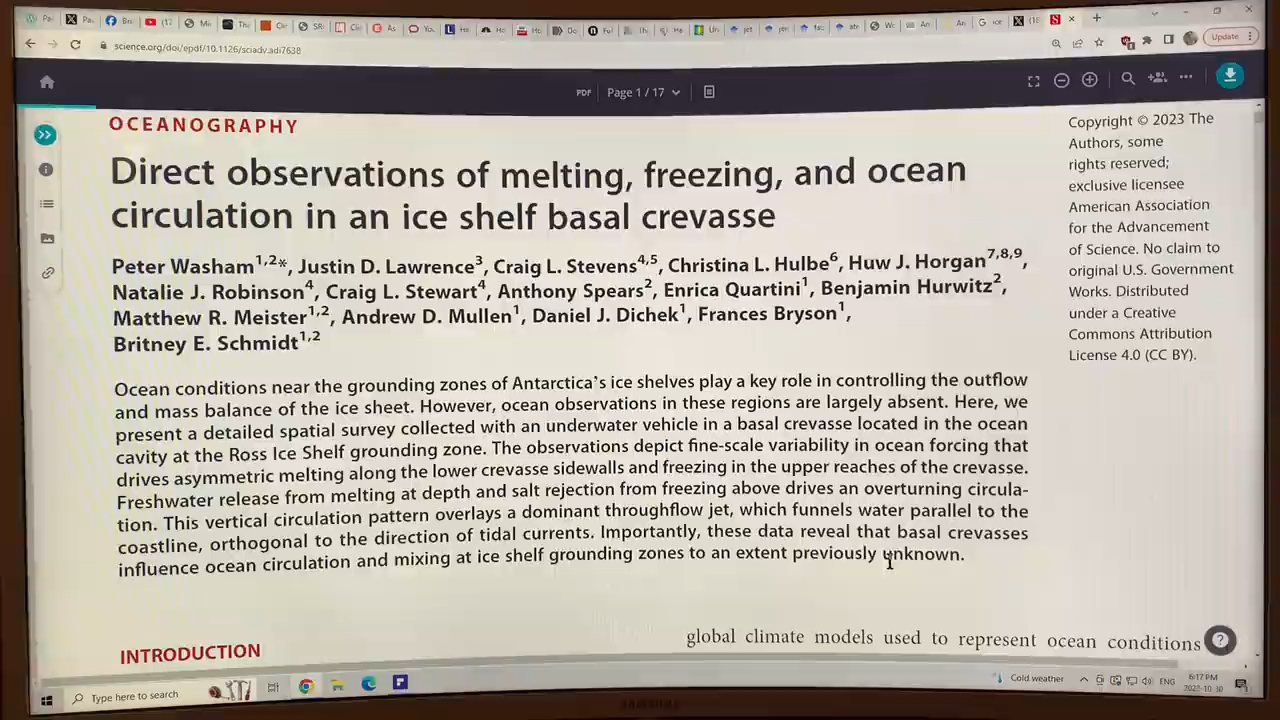 science.org/doi/epdf/10.1126/sciadv.adi7638
Update
PDF
Page 1 / 17
OCEANOGRAPHY
Direct observations of melting, freezing, and ocean
circulation in an ice shelf basal crevasse
Peter Washam1,2*, Justin D. Lawrence3, Craig L. Stevens4,5, Christina L. Hulbe6, Huw J. Horgan7,8,9,
Natalie J. Robinson4, Craig L. Stewart4, Anthony Spears2, Enrica Quartini1, Benjamin Hurwitz2,
Matthew R. Meister1,2, Andrew D. Mullen1, Daniel J. Dichek1, Frances Bryson1,
Britney E. Schmidt1,2
Ocean conditions near the grounding zones of Antarctica's ice shelves play a key role in controlling the outflow
and mass balance of the ice sheet. However, ocean observations in these regions are largely absent. Here, we
present a detailed spatial survey collected with an underwater vehicle in a basal crevasse located in the ocean
cavity at the Ross Ice Shelf grounding zone. The observations depict fine-scale variability in ocean forcing that
drives asymmetric melting along the lower crevasse sidewalls and freezing in the upper reaches of the crevasse.
Freshwater release from melting at depth and salt rejection from freezing above drives an overturning circula-
tion. This vertical circulation pattern overlays a dominant throughflow jet, which funnels water parallel to the
coastline, orthogonal to the direction of tidal currents. Importantly, these data reveal that basal crevasses
influence ocean circulation and mixing at ice shelf grounding zones to an extent previously unknown.
Copyright © 2023 The
Authors, some
rights reserved;
exclusive licensee
American Association
for the Advancement
of Science. No claim to
original U.S. Government
Works. Distributed
under a Creative
Commons Attribution
License 4.0 (CC BY).
INTRODUCTION
global climate models used to represent ocean conditions
?
Type here to search
Cold weather
ENG
6:17 PM
2023-10-30
SAMSUNG